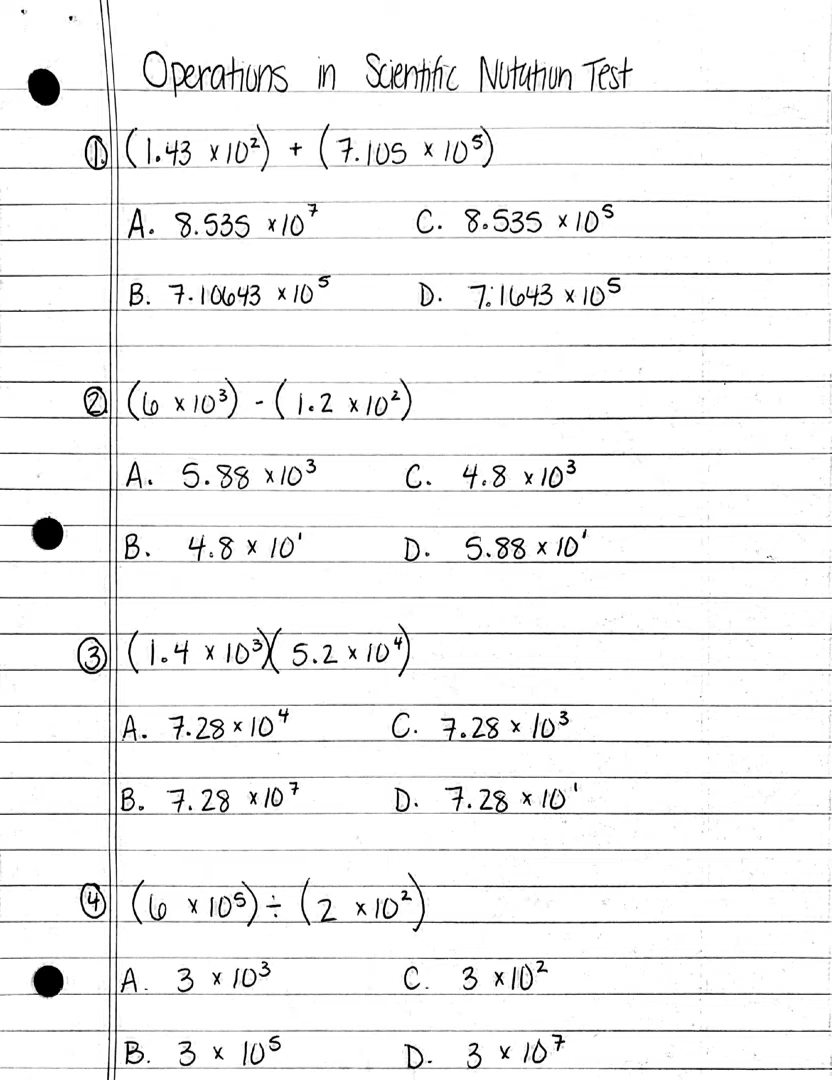 Operations in Scientific Notation Test
①. (1.43 × 10²) + (7.105 × 10⁵)
A. 8.535 × 10⁷ C. 8.535 × 10⁵
B. 7.10643 × 10⁵ D. 7.1643 × 10⁵
② (6 × 10³) - (1.2 × 10²)
A. 5.88 × 10³ C. 4.8 × 10³
B. 4.8 × 10¹ D. 5.88 × 10¹
③ (1.4 × 10³)(5.2 × 10⁴)
A. 7.28 × 10⁴ C. 7.28 × 10³
B. 7.28 × 10⁷ D. 7.28 × 10¹
④ (6 × 10⁵) ÷ (2 × 10²)
A. 3 × 10³ C. 3 × 10²
B. 3 × 10⁵ D. 3 × 10⁷